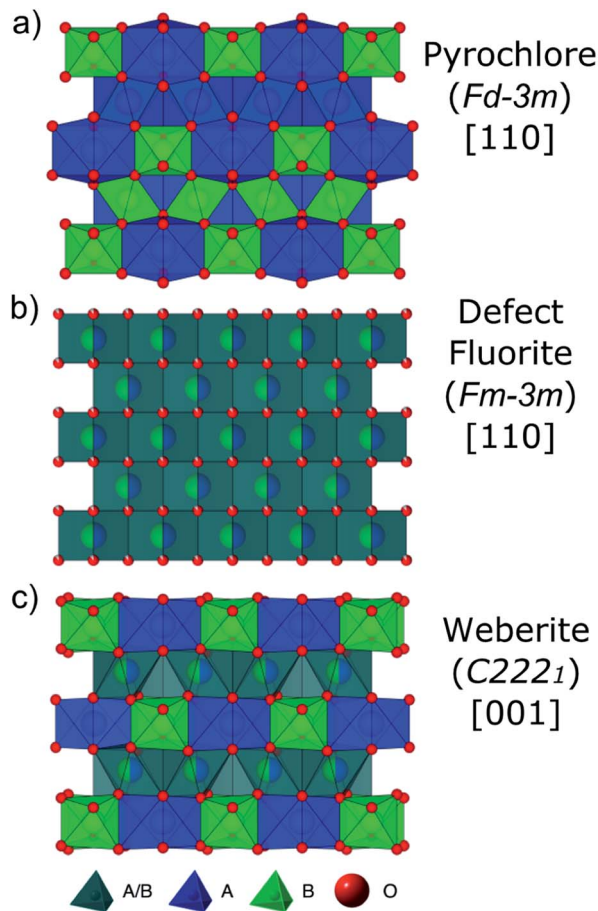 a)
Pyrochlore
(Fd-3m)
[110]
b)
Defect
Fluorite
(Fm-3m)
[110]
c)
Weberite
(C2221)
[001]
A/B
A
B
O